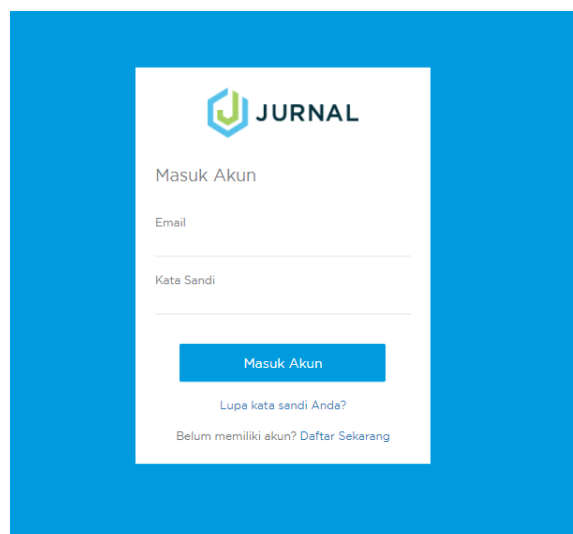 JURNAL
Masuk Akun
Email
Kata Sandi
Masuk Akun
Lupa kata sandi Anda?
Belum memiliki akun? Daftar Sekarang